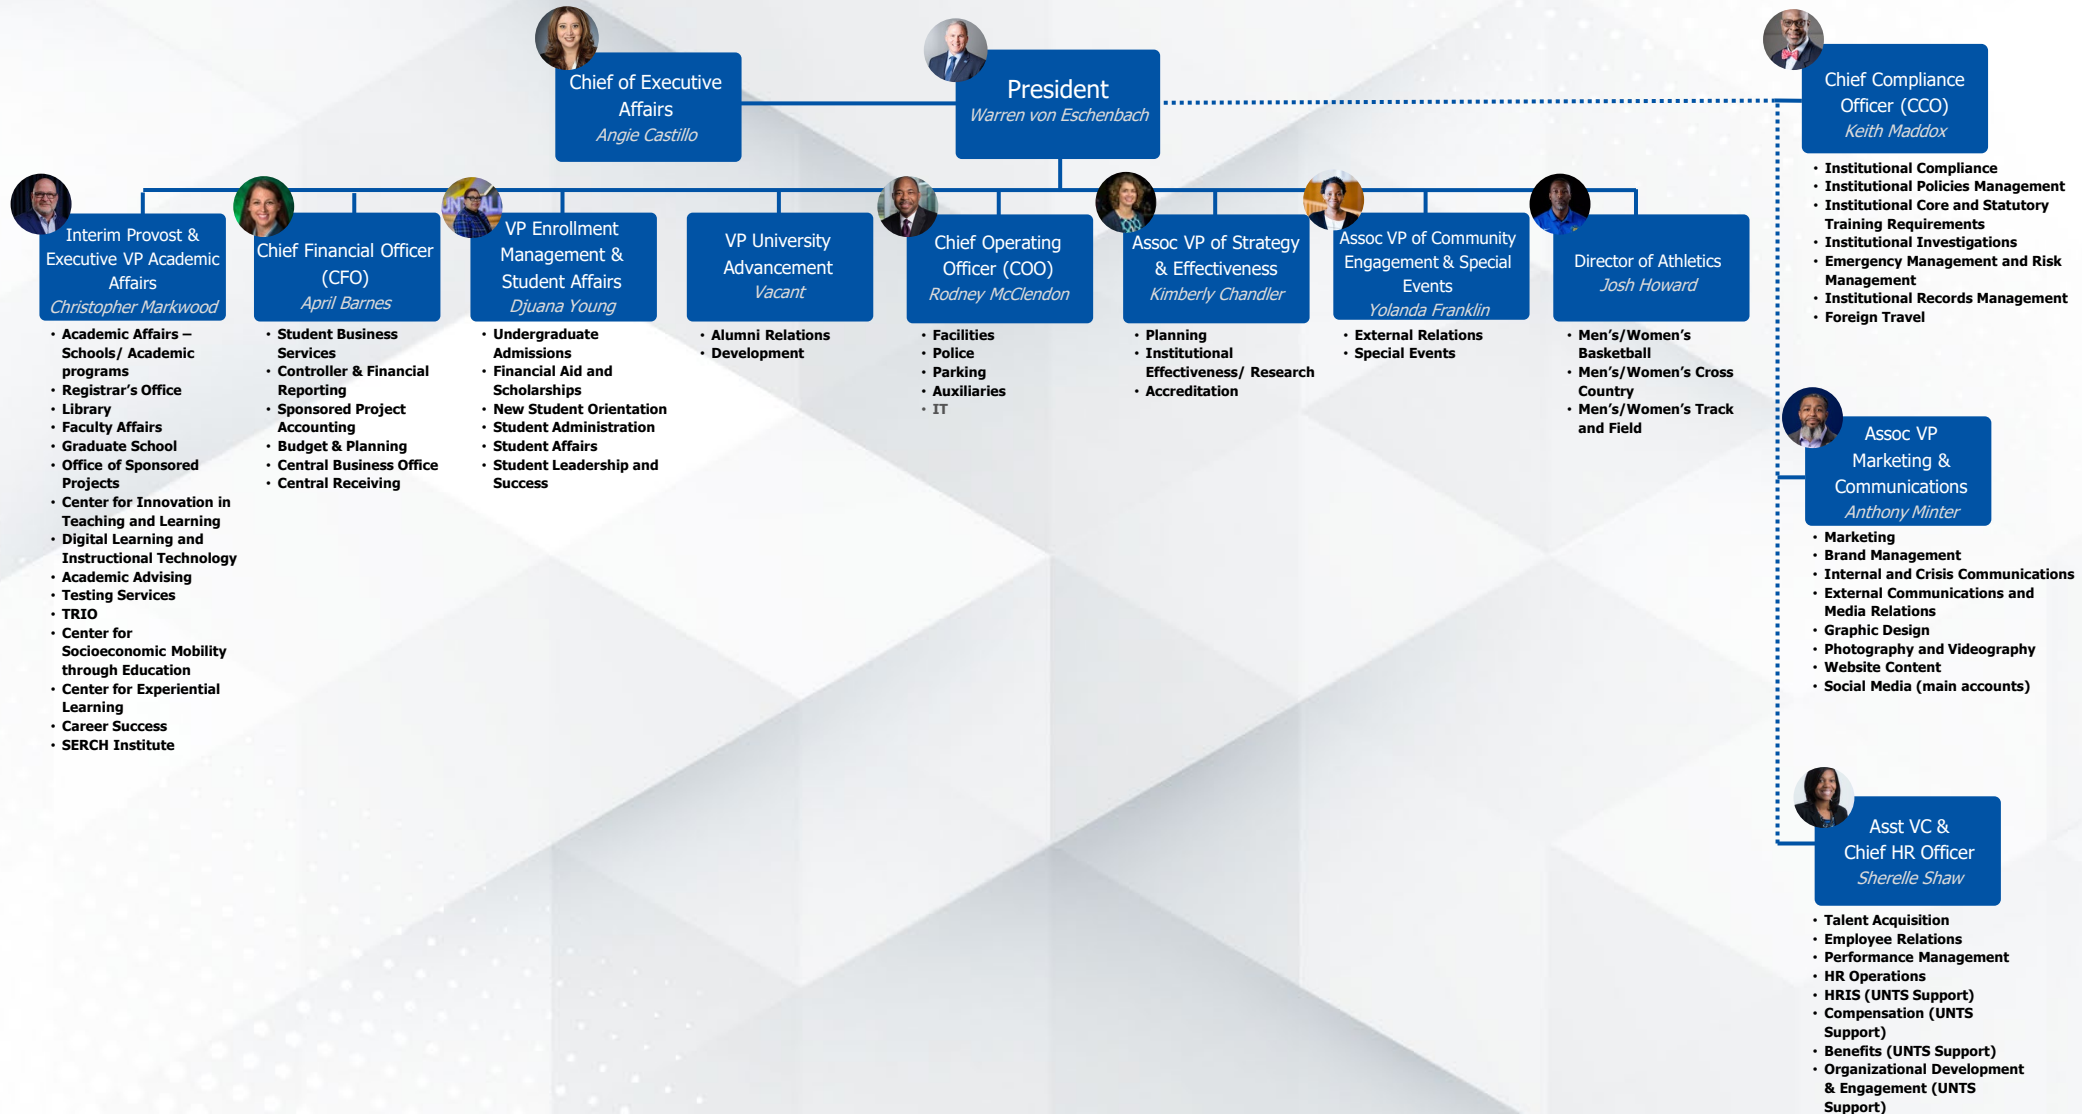 Chief of Executive
Affairs
Angie Castillo
President
Warren von Eschenbach
Chief Compliance
Officer (CCO)
Keith Maddox
• Institutional Compliance
• Institutional Policies Management
• Institutional Core and Statutory
Training Requirements
• Institutional Investigations
• Emergency Management and Risk
Management
• Institutional Records Management
• Foreign Travel
Interim Provost &
Executive VP Academic
Affairs
Christopher Markwood
• Academic Affairs –
Schools/ Academic
programs
• Registrar's Office
• Library
• Faculty Affairs
• Graduate School
• Office of Sponsored
Projects
• Center for Innovation in
Teaching and Learning
• Digital Learning and
Instructional Technology
• Academic Advising
• Testing Services
• TRIO
• Center for
Socioeconomic Mobility
through Education
• Center for Experiential
Learning
• Career Success
• SERCH Institute
Chief Financial Officer
(CFO)
April Barnes
• Student Business
Services
• Controller & Financial
Reporting
• Sponsored Project
Accounting
• Budget & Planning
• Central Business Office
• Central Receiving
VP Enrollment
Management &
Student Affairs
Djuana Young
• Undergraduate
Admissions
• Financial Aid and
Scholarships
• New Student Orientation
• Student Administration
• Student Affairs
• Student Leadership and
Success
VP University
Advancement
Vacant
• Alumni Relations
• Development
Chief Operating
Officer (COO)
Rodney McClendon
• Facilities
• Police
• Parking
• Auxiliaries
• IT
Assoc VP of Strategy
& Effectiveness
Kimberly Chandler
• Planning
• Institutional
Effectiveness/ Research
• Accreditation
Assoc VP of Community
Engagement & Special
Events
Yolanda Franklin
• External Relations
• Special Events
Director of Athletics
Josh Howard
• Men's/Women's
Basketball
• Men's/Women's Cross
Country
• Men's/Women's Track
and Field
Assoc VP
Marketing &
Communications
Anthony Minter
• Marketing
• Brand Management
• Internal and Crisis Communications
• External Communications and
Media Relations
• Graphic Design
• Photography and Videography
• Website Content
• Social Media (main accounts)
Asst VC &
Chief HR Officer
Sherelle Shaw
• Talent Acquisition
• Employee Relations
• Performance Management
• HR Operations
• HRIS (UNTS Support)
• Compensation (UNTS
Support)
• Benefits (UNTS Support)
• Organizational Development
& Engagement (UNTS
Support)